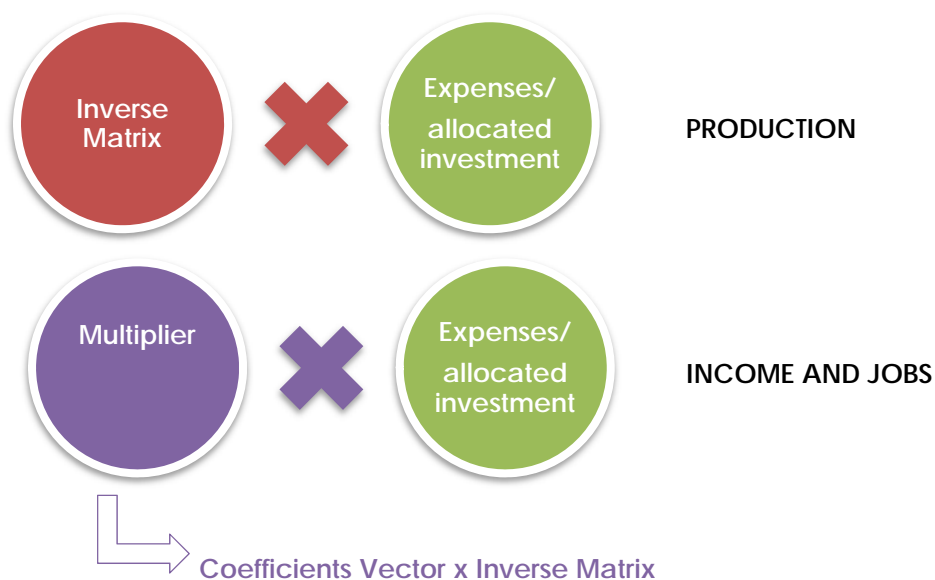 Inverse
Matrix
Expenses/
allocated
investment
PRODUCTION
Multiplier
Expenses/
allocated
investment
INCOME AND JOBS
Coefficients Vector x Inverse Matrix